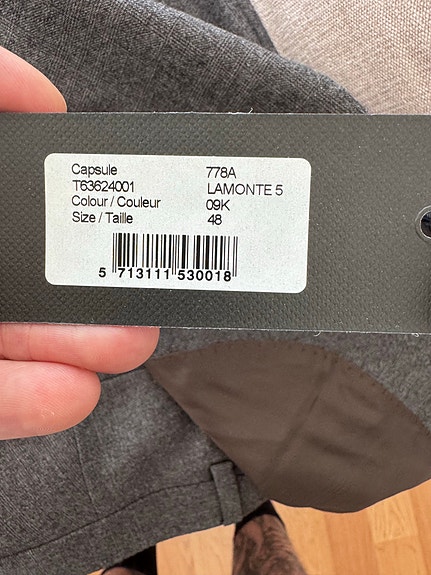 Capsule 778A
T63624001 LAMONTE 5
Colour / Couleur 09K
Size / Taille 48
5 713111 530018